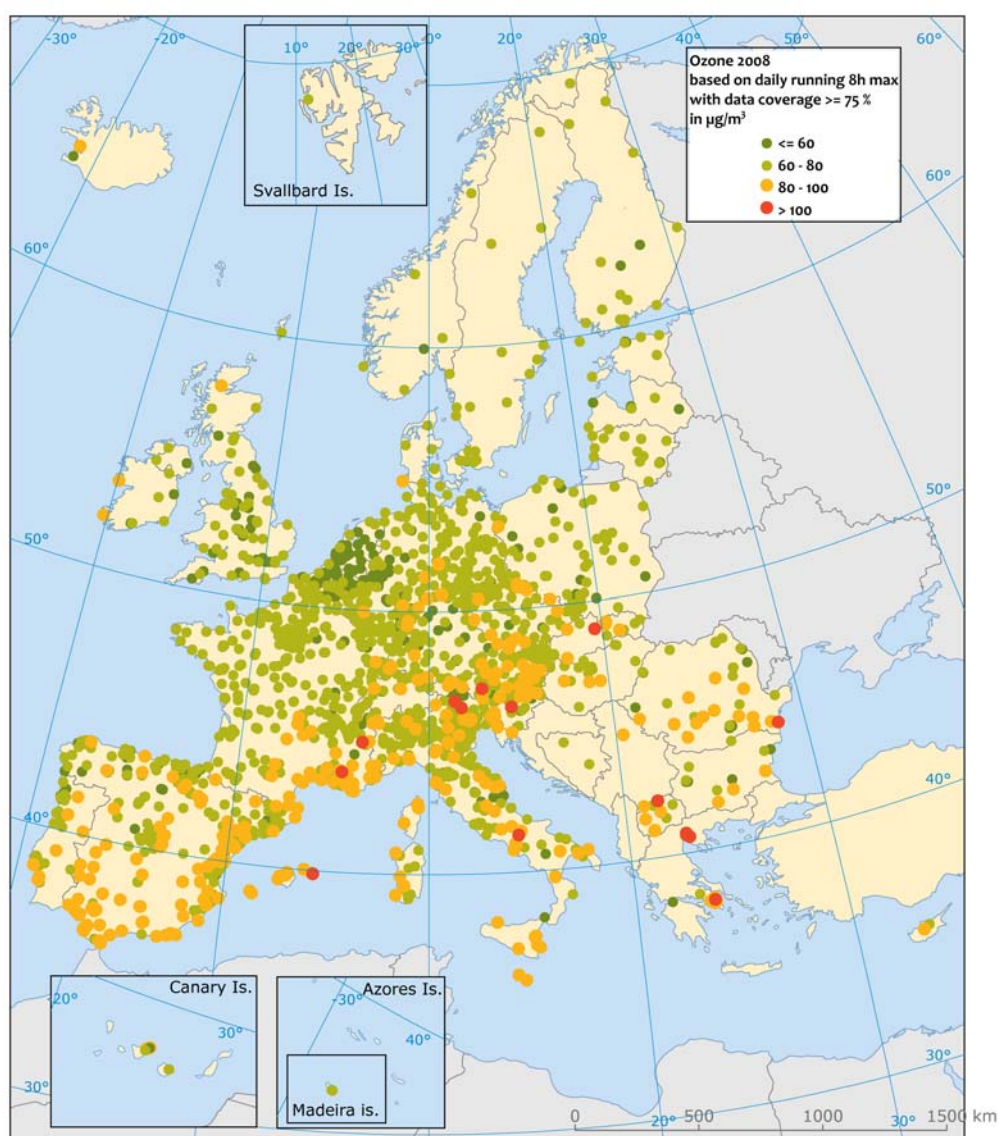 -30°
-20°
10°
20°
30°
0°
20°
30°
40°
50°
60°
Svallbard Is.
Ozone 2008
based on daily running 8h max
with data coverage >= 75 %
in µg/m³
<= 60
60 - 80
80 - 100
> 100
60°
60°
50°
50°
40°
40°
30°
30°
Canary Is.
-20°
30°
Azores Is.
-30°
40°
Madeira is.
0
500
1000
1500 km
20°
30°